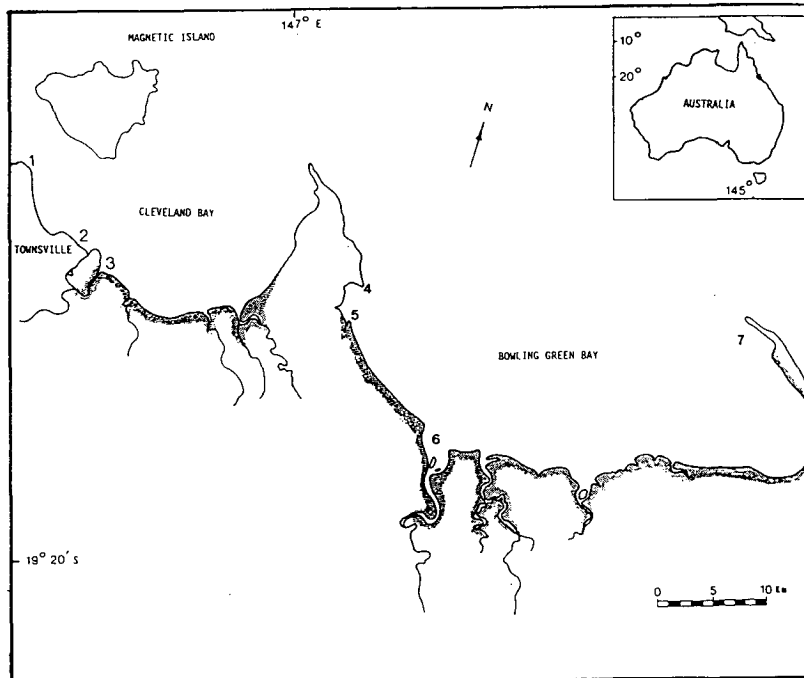 147° E
MAGNETIC ISLAND
10°
20°
AUSTRALIA
145°
N
1
CLEVELAND BAY
2
TOWNSVILLE
3
4
5
BOWLING GREEN BAY
7
6
19° 20's
0 5 10 Km